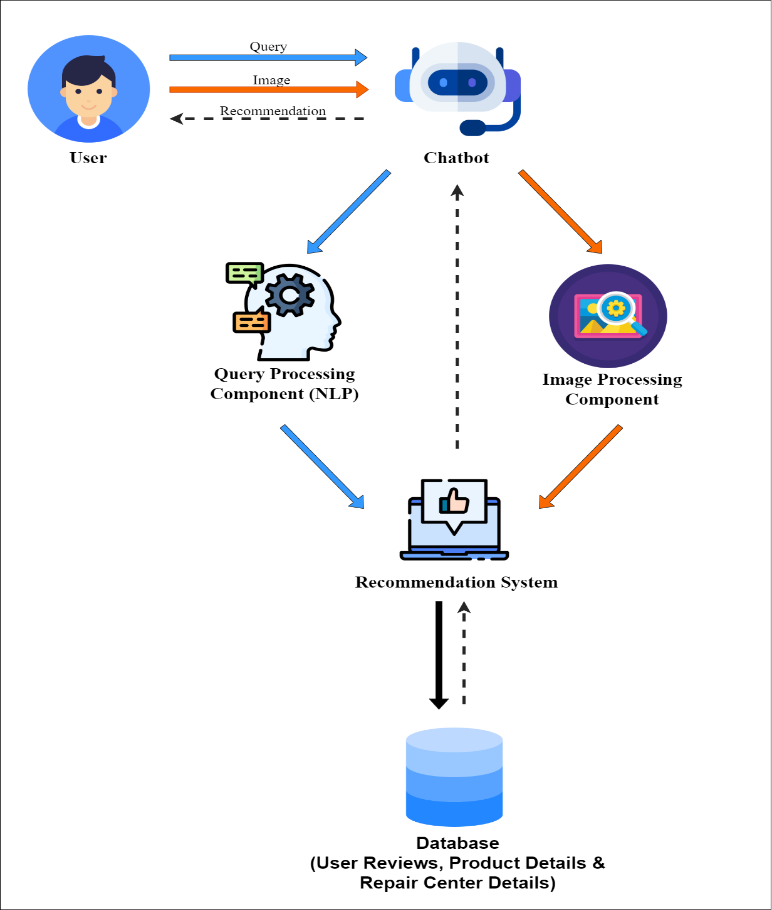 Query
Image
Recommendation
User
Chatbot
Query Processing
Component (NLP)
Image Processing
Component
Recommendation System
Database
(User Reviews, Product Details &
Repair Center Details)